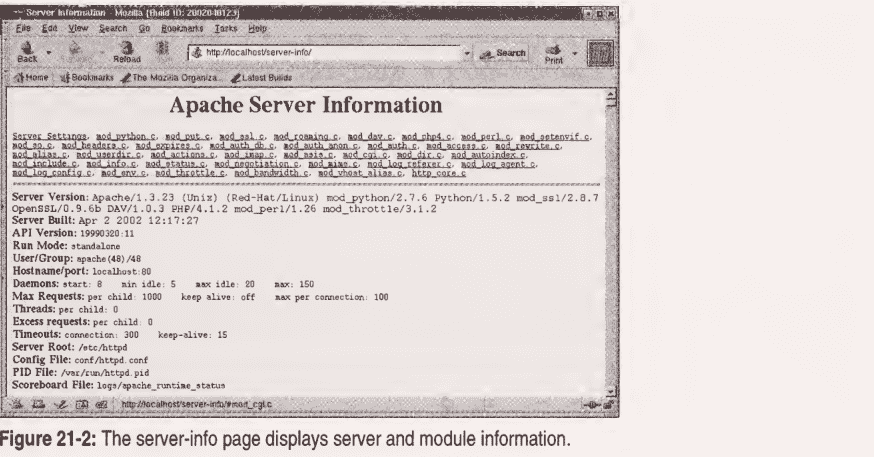 Server Information - Mozilla {Build ID: 2002040123}
File Edit View Search Go Bookmarks Tasks Help
Back Reload http://localhost/server-info/ Search Print
Home Bookmarks The Mozilla Organiza... Latest Builds
Apache Server Information
Server Settings, mod_python.c, mod_put.c, mod_ssl.c, mod_roaming.c, mod_dav.c, mod_php4.c, mod_perl.c, mod_setenvif.c,
mod_so.c, mod_headers.c, mod_expires.c, mod_auth_db.c, mod_auth_anon.c, mod_auth.c, mod_access.c, mod_rewrite.c,
mod_alias.c, mod_userdir.c, mod_actions.c, mod_imap.c, mod_asis.c, mod_cgi.c, mod_dir.c, mod_autoindex.c,
mod_include.c, mod_info.c, mod_status.c, mod_negotiation.c, mod_mime.c, mod_log_referer.c, mod_log_agent.c,
mod_log_config.c, mod_env.c, mod_throttle.c, mod_bandwidth.c, mod_vhost_alias.c, http_core.c
Server Version: Apache/1.3.23 (Unix) (Red-Hat/Linux) mod_python/2.7.6 Python/1.5.2 mod_ssl/2.8.7
OpenSSL/0.9.6b DAV/1.0.3 PHP/4.1.2 mod_perl/1.26 mod_throttle/3.1.2
Server Built: Apr 2 2002 12:17:27
API Version: 19990320:11
Run Mode: standalone
User/Group: apache(48)/48
Hostname/port: localhost:80
Daemons: start: 8 min idle: 5 max idle: 20 max: 150
Max Requests: per child: 1000 keep alive: off max per connection: 100
Threads: per child: 0
Excess requests: per child: 0
Timeouts: connection: 300 keep-alive: 15
Server Root: /etc/httpd
Config File: conf/httpd.conf
PID File: /var/run/httpd.pid
Scoreboard File: logs/apache_runtime_status
http://localhost/server-info/#mod_cgi.c
Figure 21-2: The server-info page displays server and module information.